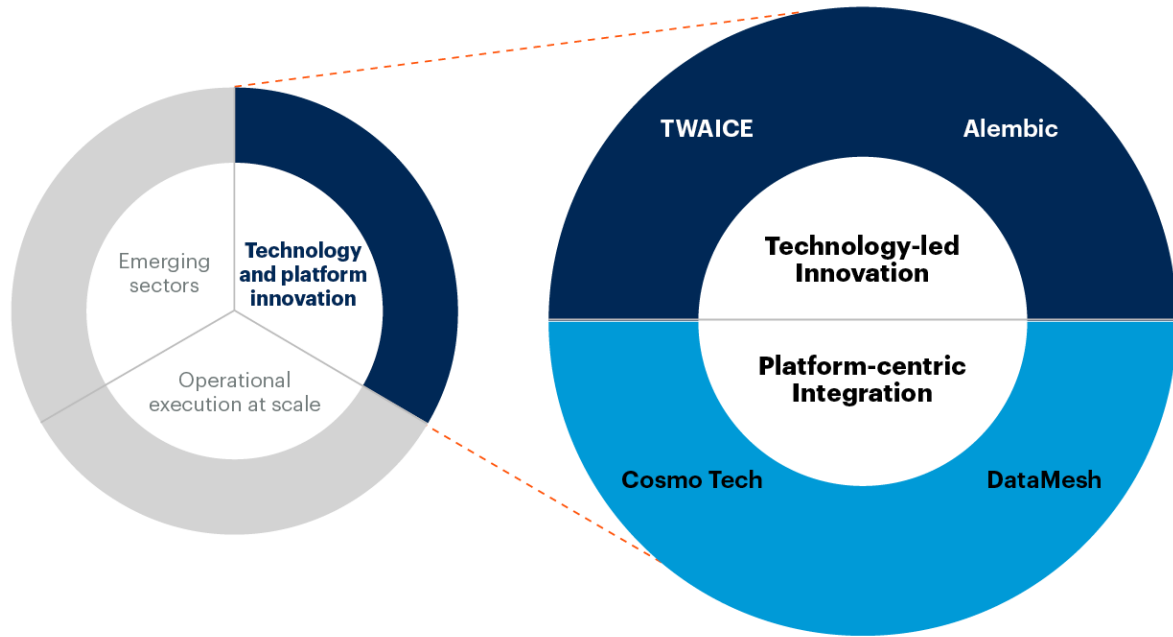 Emerging
sectors
Technology
and platform
innovation
Operational
execution at scale
TWAICE
Alembic
Technology-led
Innovation
Platform-centric
Integration
Cosmo Tech
DataMesh